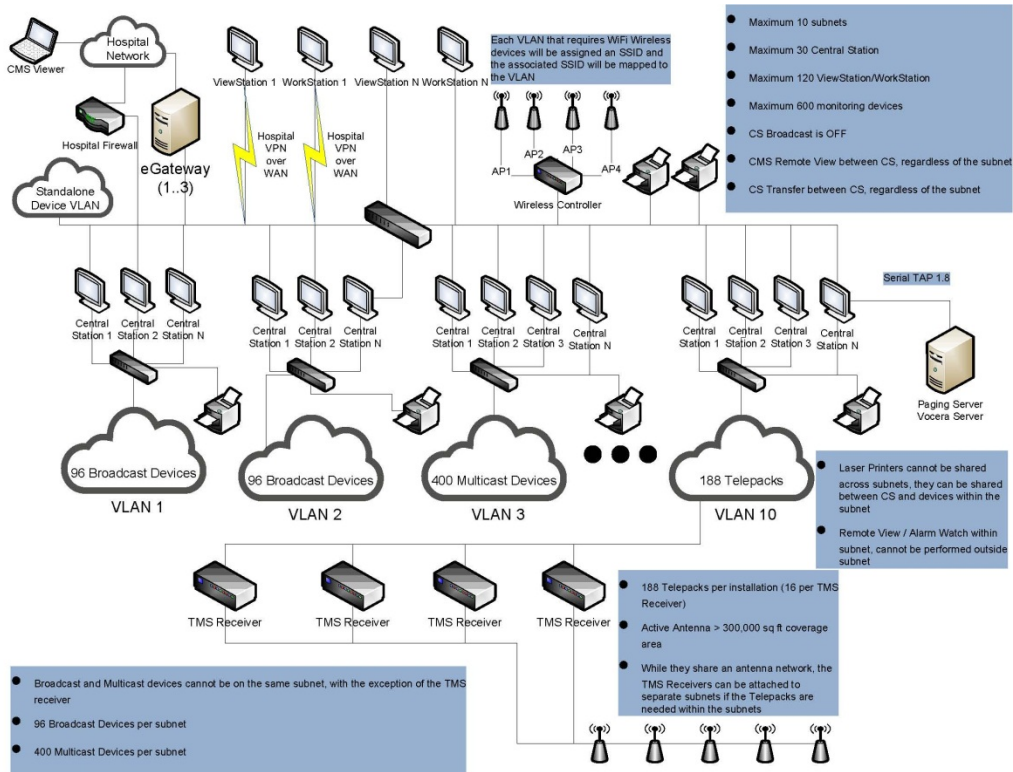 CMS Viewer
Hospital
Network
Hospital Firewall
eGateway
(1..3)
Standalone
Device VLAN
ViewStation 1
WorkStation 1
ViewStation N
WorkStation N
Hospital
VPN
over
WAN
Hospital
VPN
over
WAN
Each VLAN that requires WiFi Wireless
devices will be assigned an SSID and
the associated SSID will be mapped to
the VLAN
AP1
AP2
AP3
AP4
Wireless Controller
● Maximum 10 subnets
● Maximum 30 Central Station
● Maximum 120 ViewStation/WorkStation
● Maximum 600 monitoring devices
● CS Broadcast is OFF
● CMS Remote View between CS, regardless of the subnet
● CS Transfer between CS, regardless of the subnet
Central
Station 1
Central
Station 2
Central
Station N
Central
Station 1
Central
Station 2
Central
Station N
Central
Station 1
Central
Station 2
Central
Station 3
Central
Station N
Central
Station 1
Central
Station 2
Central
Station 3
Central
Station N
Serial TAP 1.8
Paging Server
Vocera Server
96 Broadcast Devices
VLAN 1
96 Broadcast Devices
VLAN 2
400 Multicast Devices
VLAN 3
188 Telepacks
VLAN 10
● Laser Printers cannot be shared
across subnets, they can be shared
between CS and devices within the
subnet
● Remote View / Alarm Watch within
subnet, cannot be performed outside
subnet
TMS Receiver
TMS Receiver
TMS Receiver
TMS Receiver
● 188 Telepacks per installation (16 per TMS
Receiver)
● Active Antenna > 300,000 sq ft coverage
area
● While they share an antenna network, the
TMS Receivers can be attached to
separate subnets if the Telepacks are
needed within the subnets
● Broadcast and Multicast devices cannot be on the same subnet, with the exception of the TMS
receiver
● 96 Broadcast Devices per subnet
● 400 Multicast Devices per subnet